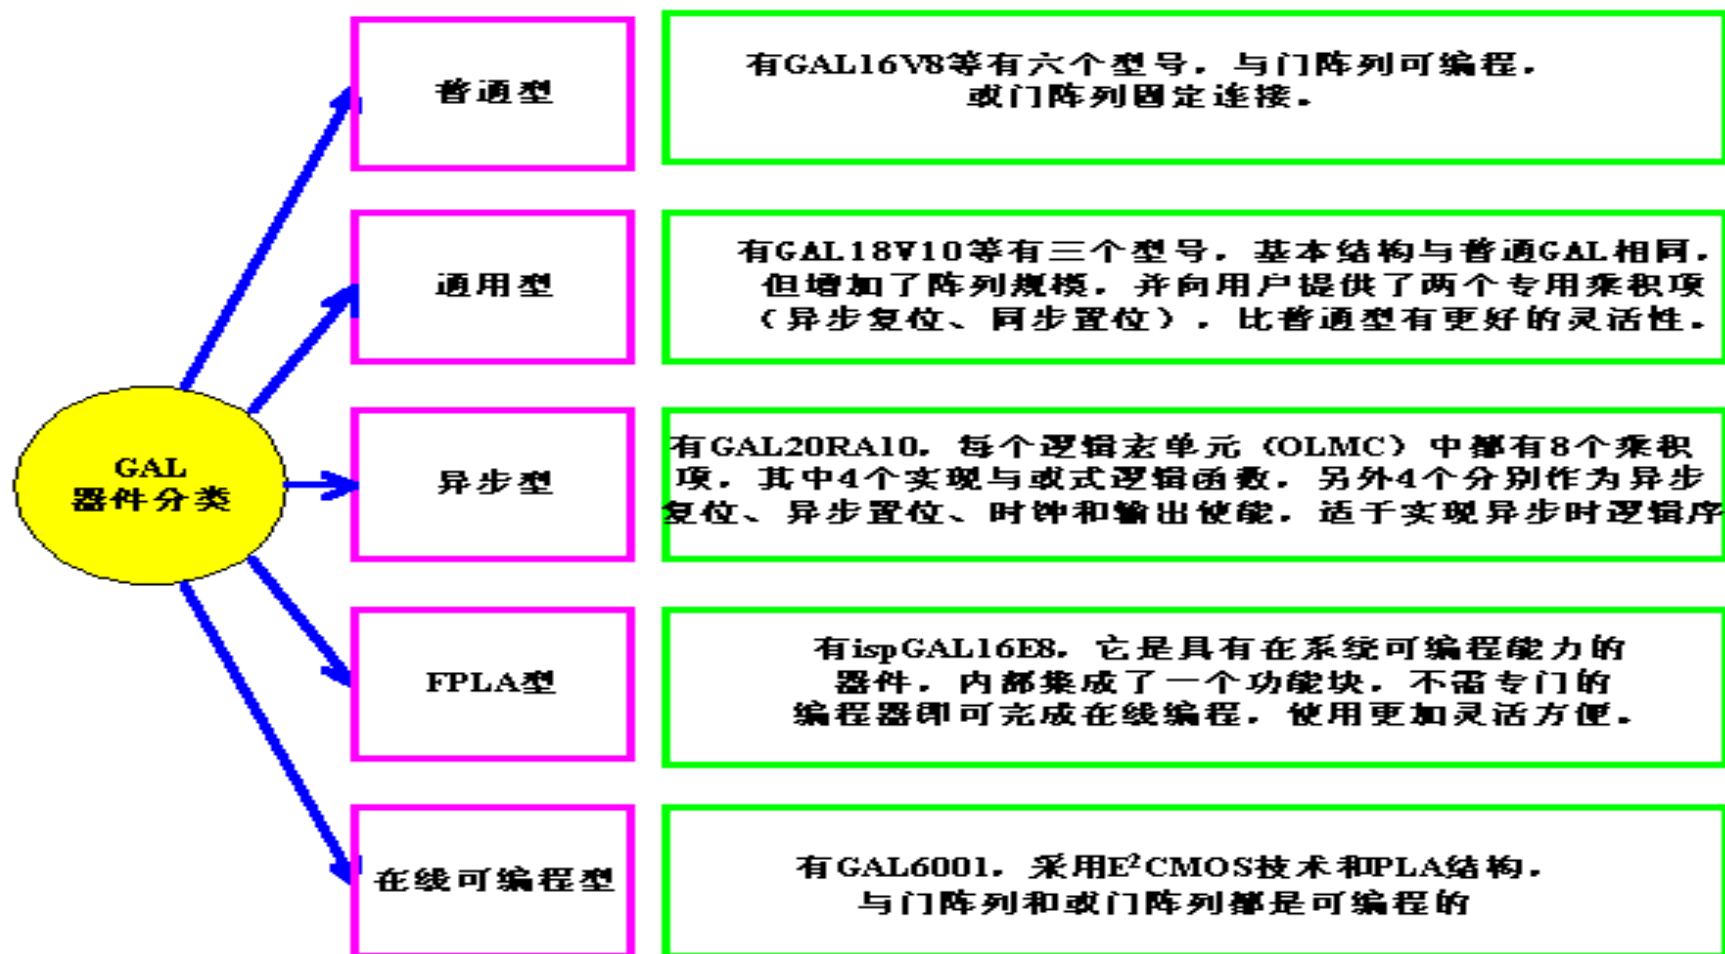 普通型
有GAL16V8等有六个型号，与门阵列可编程，
或门阵列固定连接。
通用型
有GAL18V10等有三个型号，基本结构与普通GAL相同，
但增加了阵列规模，并向用户提供了两个专用乘积项
（异步复位、同步置位），比普通型有更好的灵活性。
GAL
器件分类
异步型
有GAL20RA10，每个逻辑宏单元（OLMC）中都有8个乘积
项，其中4个实现与或式逻辑函数，另外4个分别作为异步
复位、异步置位、时钟和输出使能，适于实现异步时逻辑序
FPLA型
有ispGAL16E8，它是具有在系统可编程能力的
器件，内部集成了一个功能块，不需专门的
编程器即可完成在线编程，使用更加灵活方便。
在线可编程型
有GAL6001，采用E²CMOS技术和PLA结构，
与门阵列和或门阵列都是可编程的